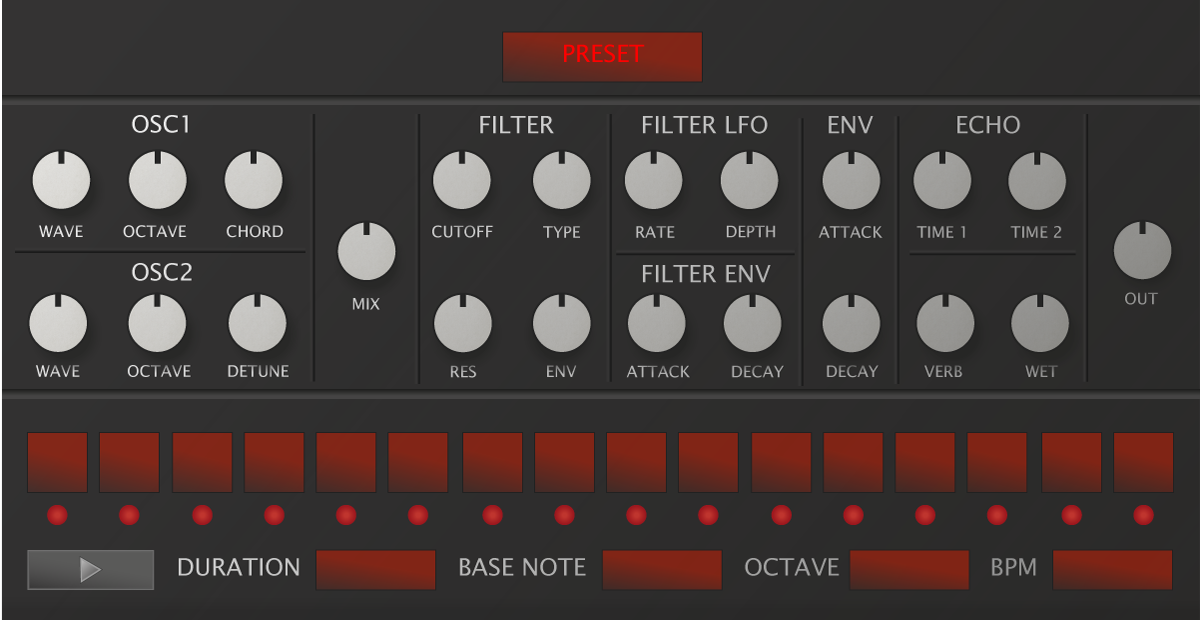 PRESET
OSC1
FILTER
FILTER LFO
ENV
ECHO
WAVE
OCTAVE
CHORD
CUTOFF
TYPE
RATE
DEPTH
ATTACK
TIME 1
TIME 2
OSC2
MIX
FILTER ENV
OUT
WAVE
OCTAVE
DETUNE
RES
ENV
ATTACK
DECAY
DECAY
VERB
WET
DURATION
BASE NOTE
OCTAVE
BPM